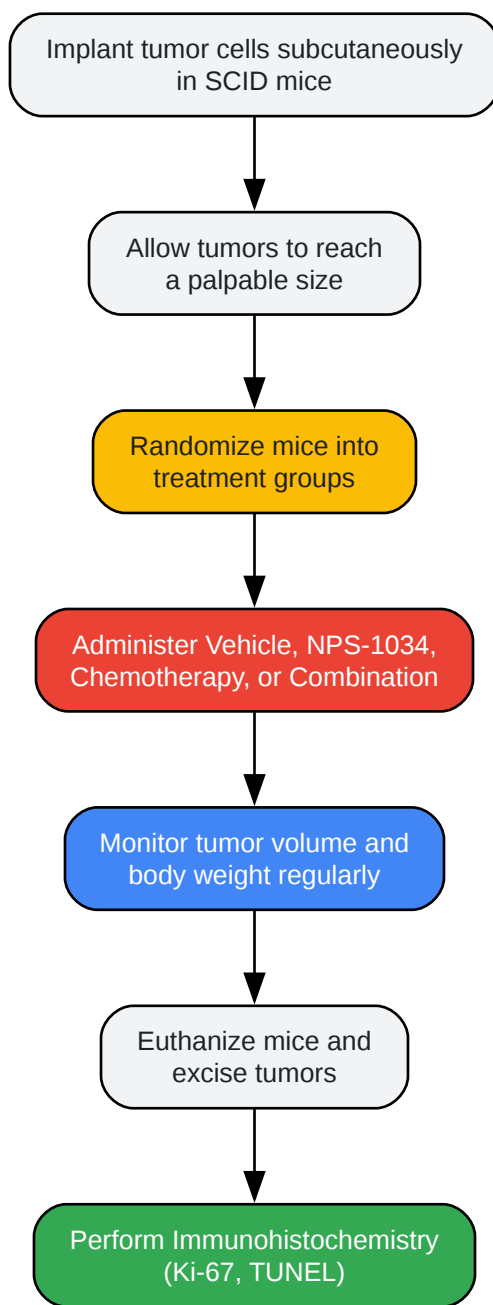 Implant tumor cells subcutaneously
in SCID mice
Allow tumors to reach
a palpable size
Randomize mice into
treatment groups
Administer Vehicle, NPS-1034,
Chemotherapy, or Combination
Monitor tumor volume and
body weight regularly
Euthanize mice and
excise tumors
Perform Immunohistochemistry
(Ki-67, TUNEL)